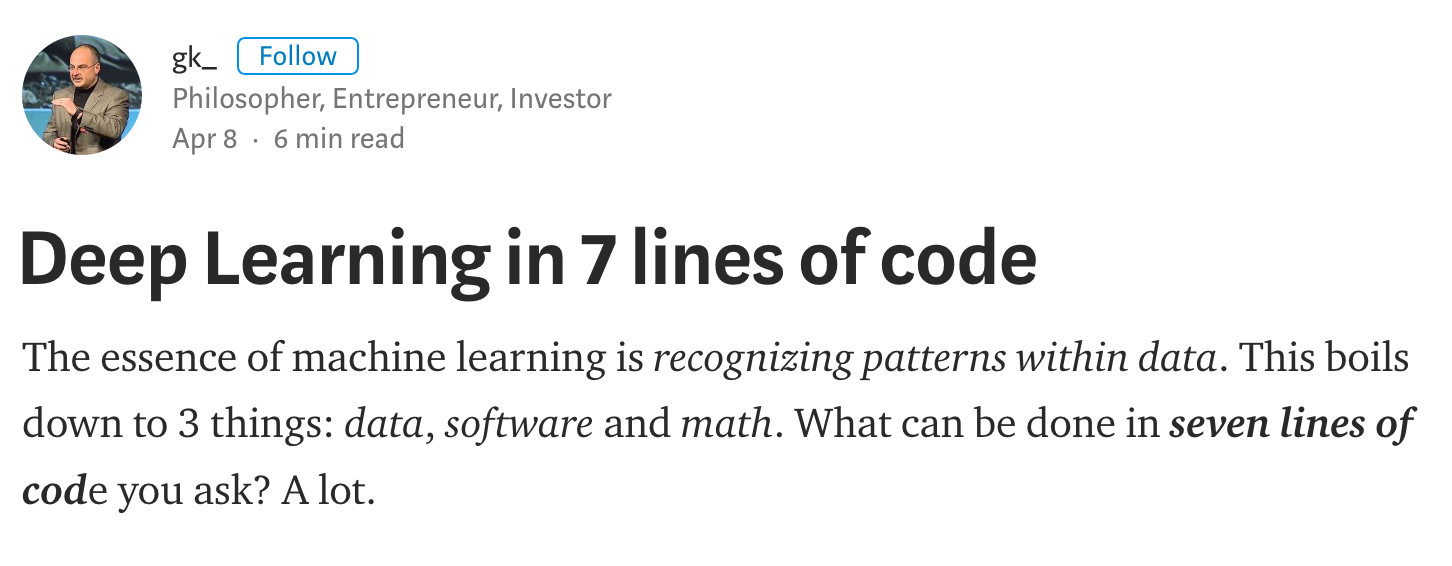 gk_ Follow
Philosopher, Entrepreneur, Investor
Apr 8 · 6 min read
Deep Learning in 7 lines of code
The essence of machine learning is recognizing patterns within data. This boils
down to 3 things: data, software and math. What can be done in seven lines of
code you ask? A lot.